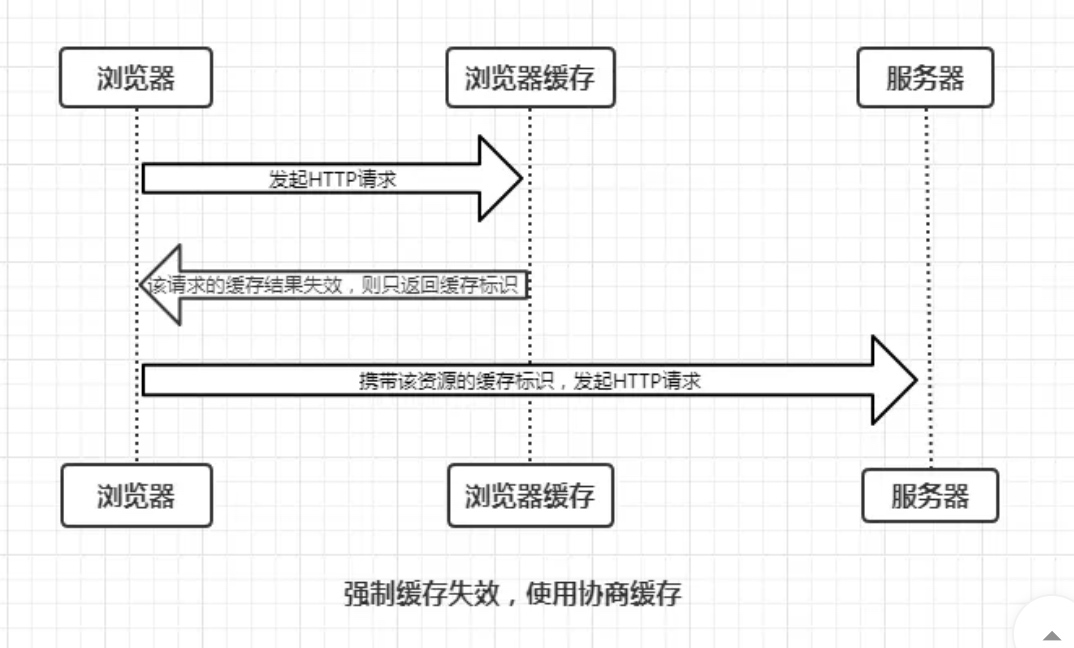 浏览器
浏览器缓存
服务器
发起HTTP请求
该请求的缓存结果失效，则只返回缓存标识
携带该资源的缓存标识，发起HTTP请求
浏览器
浏览器缓存
服务器
强制缓存失效，使用协商缓存